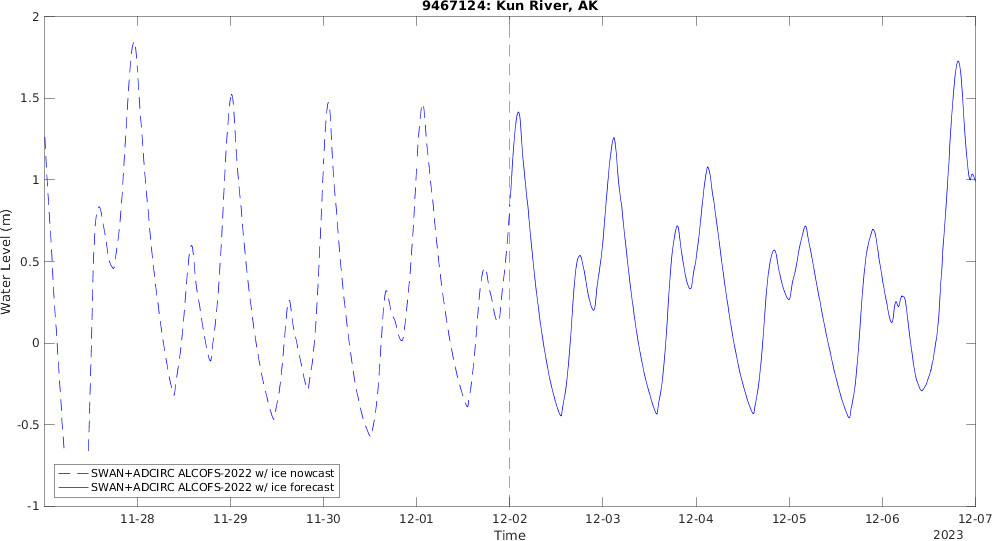 9467124: Kun River, AK
Water Level (m)
2
1.5
1
0.5
0
-0.5
-1
SWAN+ADCIRC ALCOFS-2022 w/ ice nowcast
SWAN+ADCIRC ALCOFS-2022 w/ ice forecast
11-28 11-29 11-30 12-01 12-02 12-03 12-04 12-05 12-06 12-07
Time
2023